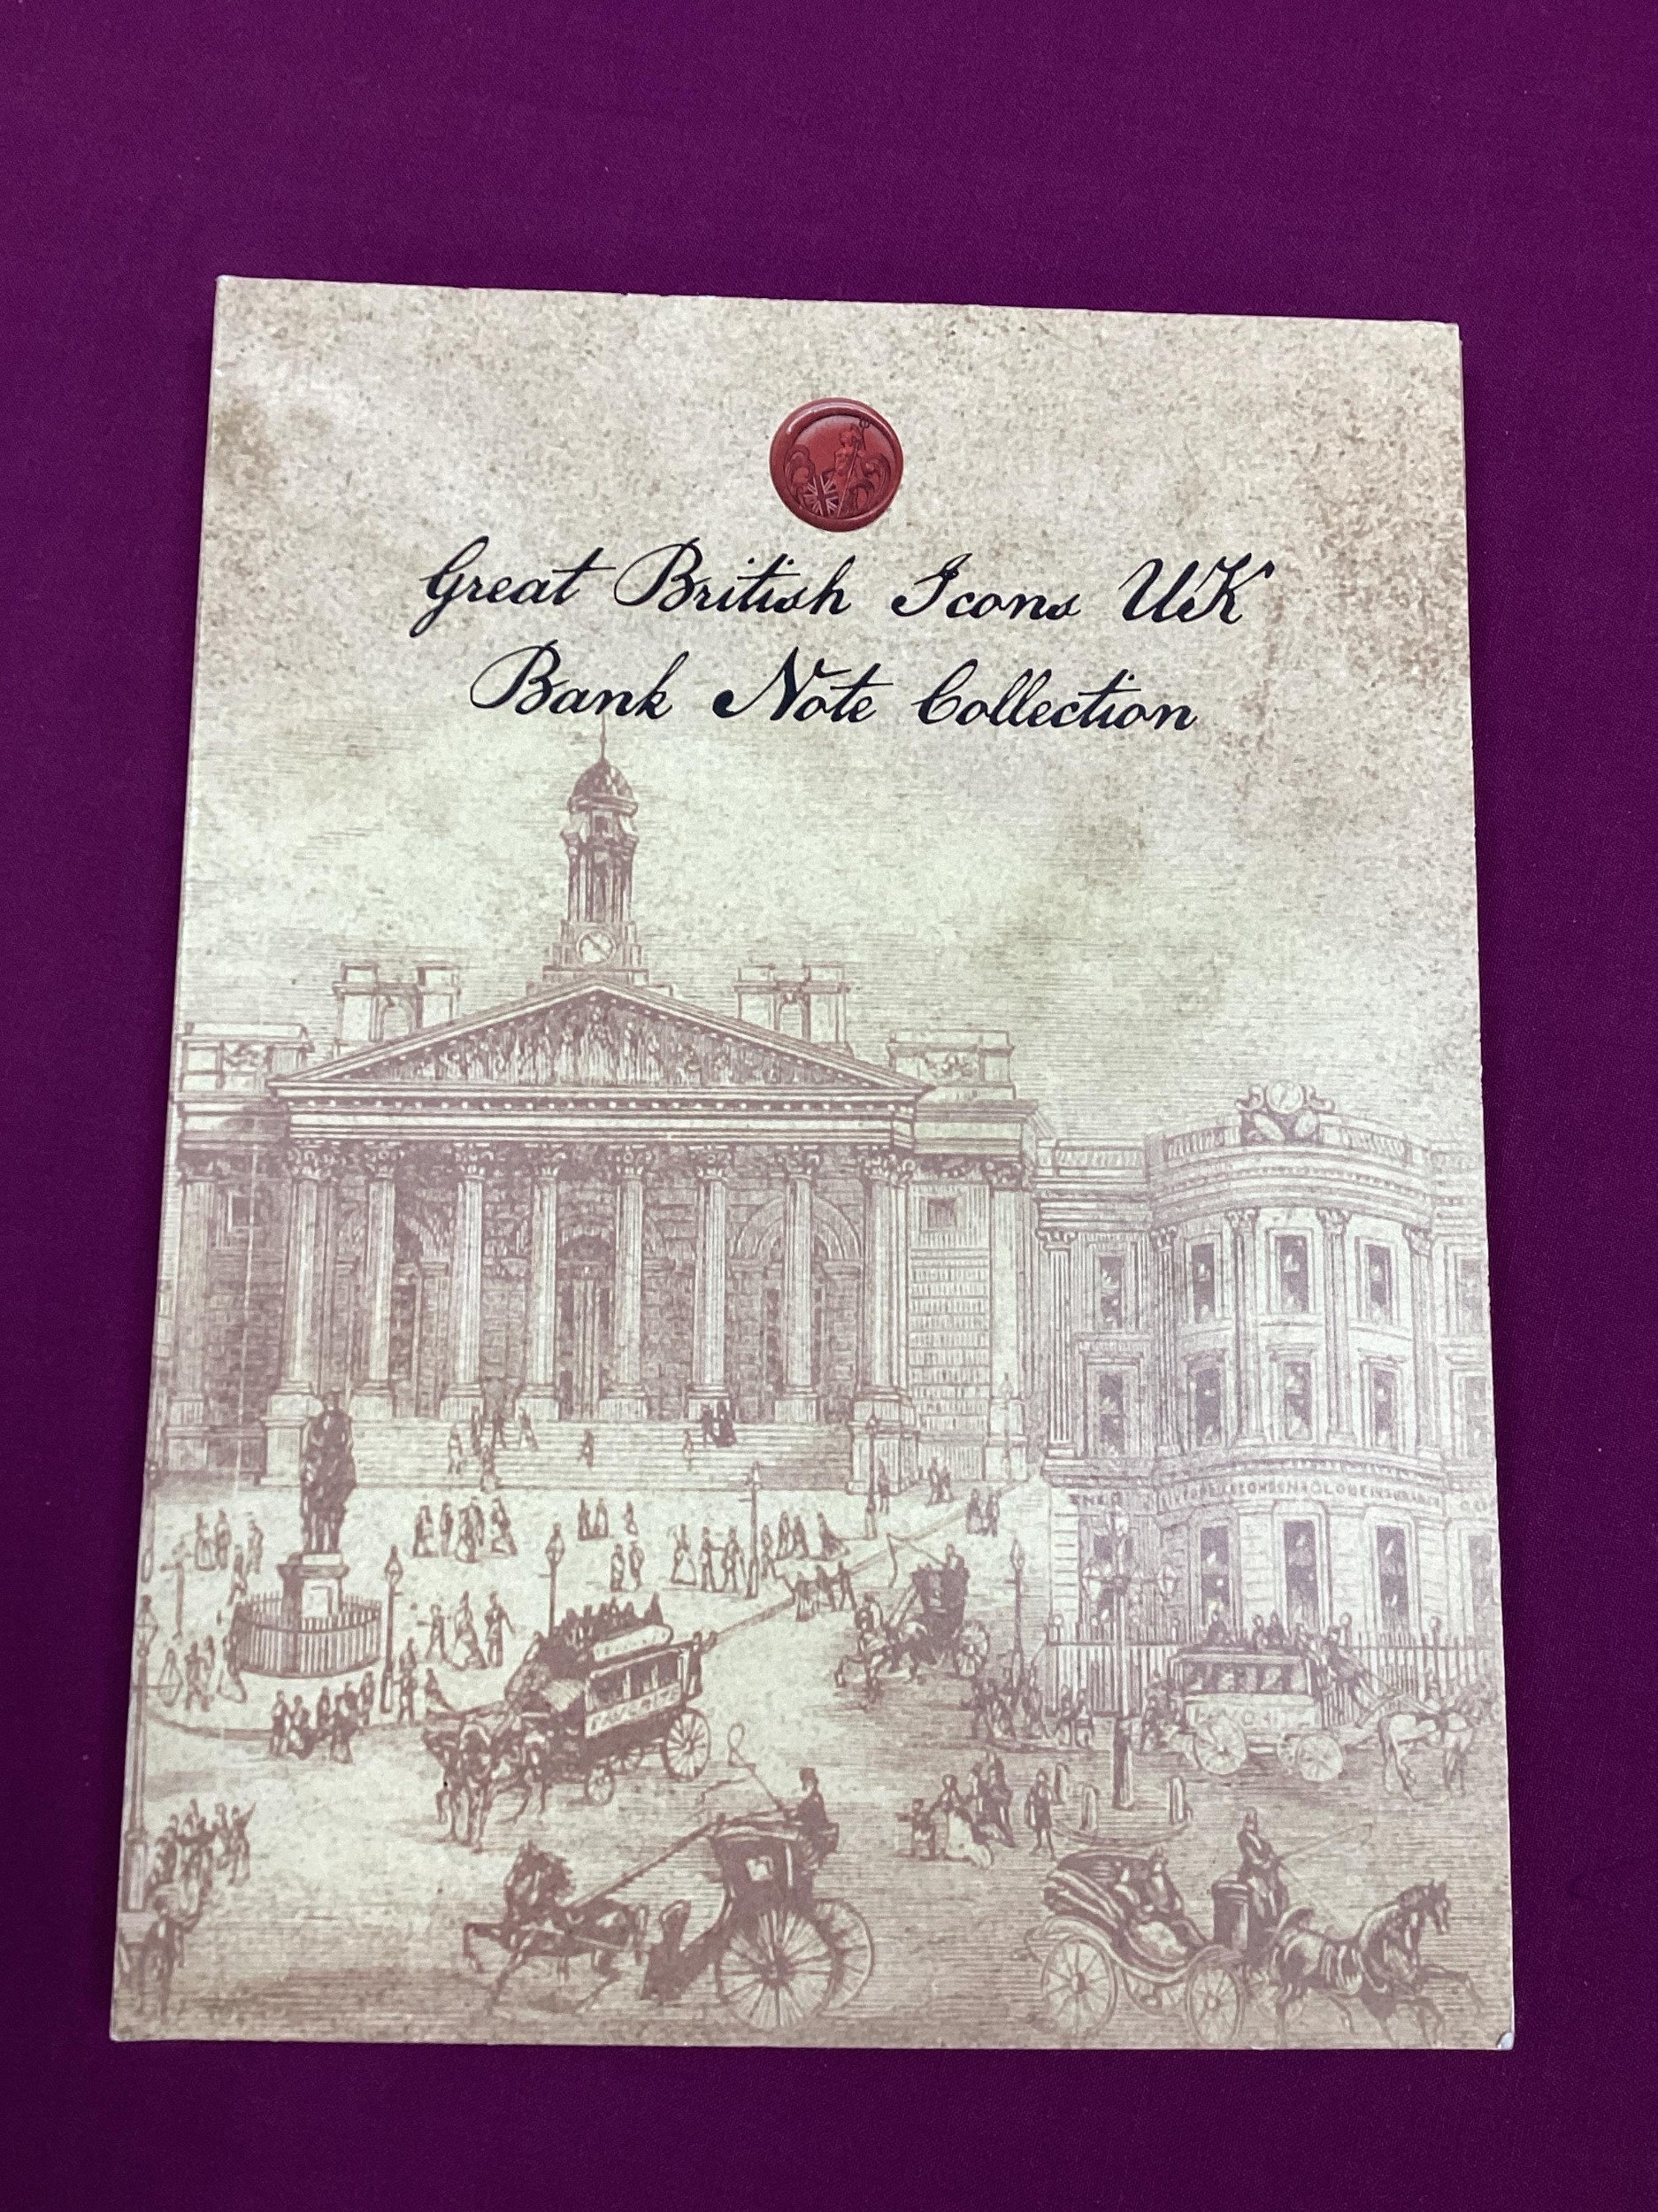 Great British Icons UK
Bank Note Collection